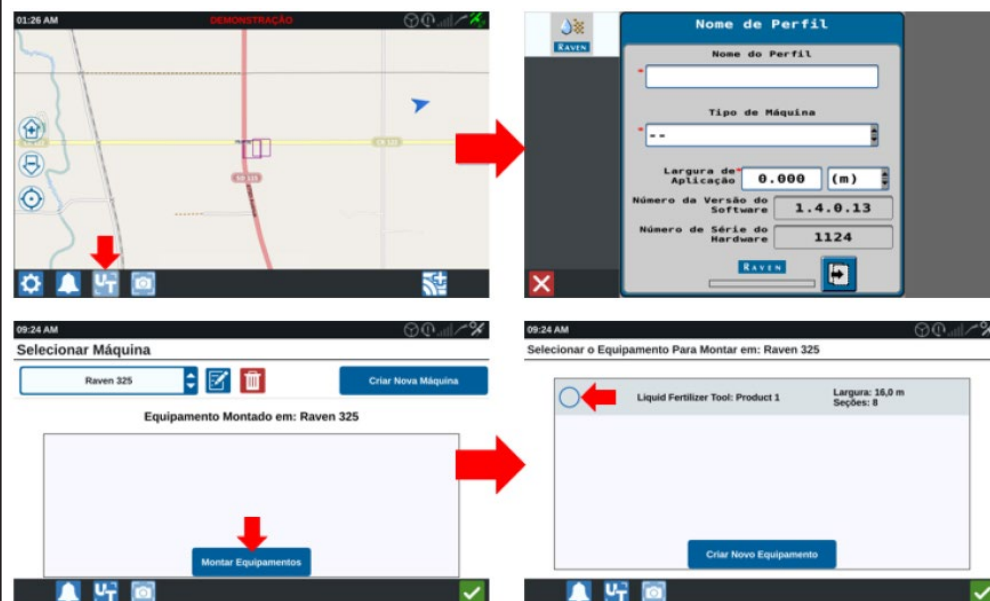 01:26 AM
DEMONSTRAÇÃO
UT
RAVEN
Nome de Perfil
Nome do Perfil
*
Tipo de Máquina
* --
Largura de*
Aplicação 0.000 (m)
Número da Versão do
Software 1.4.0.13
Número de Série do
Hardware 1124
RAVEN
09:24 AM
Selecionar Máquina
Raven 325
Criar Nova Máquina
Equipamento Montado em: Raven 325
Montar Equipamentos
UT
09:24 AM
Selecionar o Equipamento Para Montar em: Raven 325
Liquid Fertilizer Tool: Product 1
Largura: 16,0 m
Seções: 8
Criar Novo Equipamento
UT